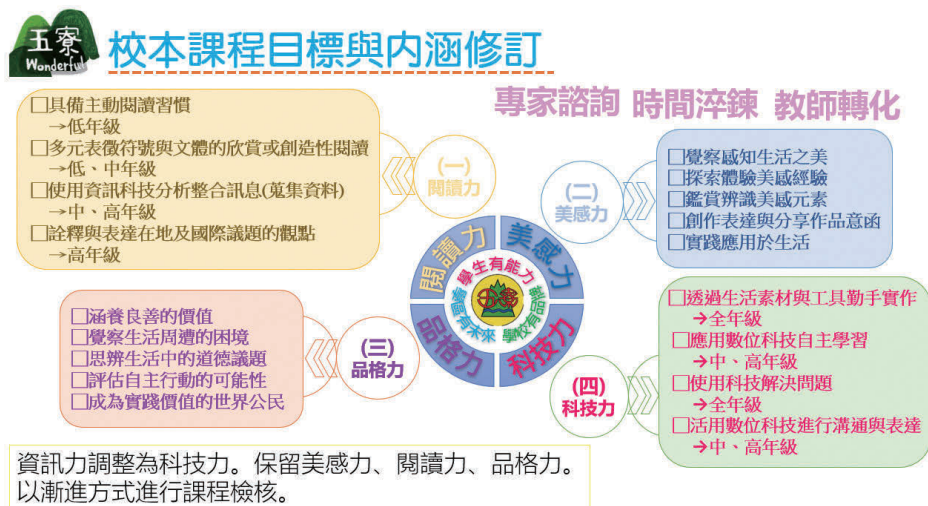 五寮
Wonderful
校本課程目標與內涵修訂
專家諮詢 時間淬鍊 教師轉化
□具備主動閱讀習慣
→低年級
□多元表徵符號與文體的欣賞或創造性閱讀
→低、中年級
□使用資訊科技分析整合訊息(蒐集資料)
→中、高年級
□詮釋與表達在地及國際議題的觀點
→高年級
(一)
閱讀力
(二)
美感力
□覺察感知生活之美
□探索體驗美感經驗
□鑑賞辨識美感元素
□創作表達與分享作品意函
□實踐應用於生活
閱讀力
美感力
品格力
科技力
學生有能力
學校有品質
學園有未來
□涵養良善的價值
□覺察生活周遭的困境
□思辨生活中的道德議題
□評估自主行動的可能性
□成為實踐價值的世界公民
(三)
品格力
(四)
科技力
□透過生活素材與工具勤手實作
→全年級
□應用數位科技自主學習
→中、高年級
□使用科技解決問題
→全年級
□活用數位科技進行溝通與表達
→中、高年級
資訊力調整為科技力。保留美感力、閱讀力、品格力。
以漸進方式進行課程檢核。